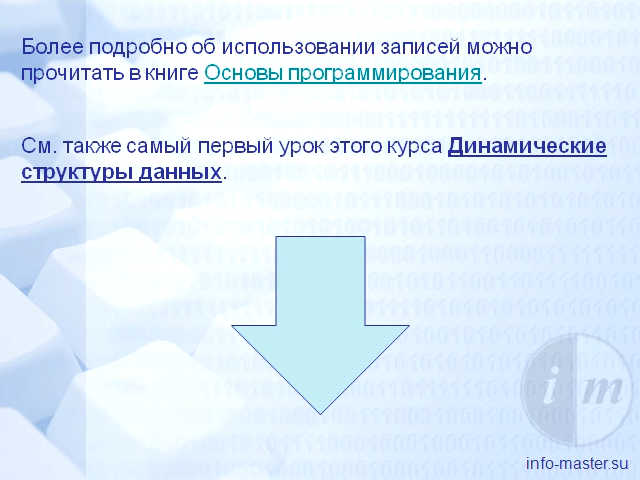 Более подробно об использовании записей можно
прочитать в книге Основы программирования.
См. также самый первый урок этого курса Динамические
структуры данных.
im
info-master.su